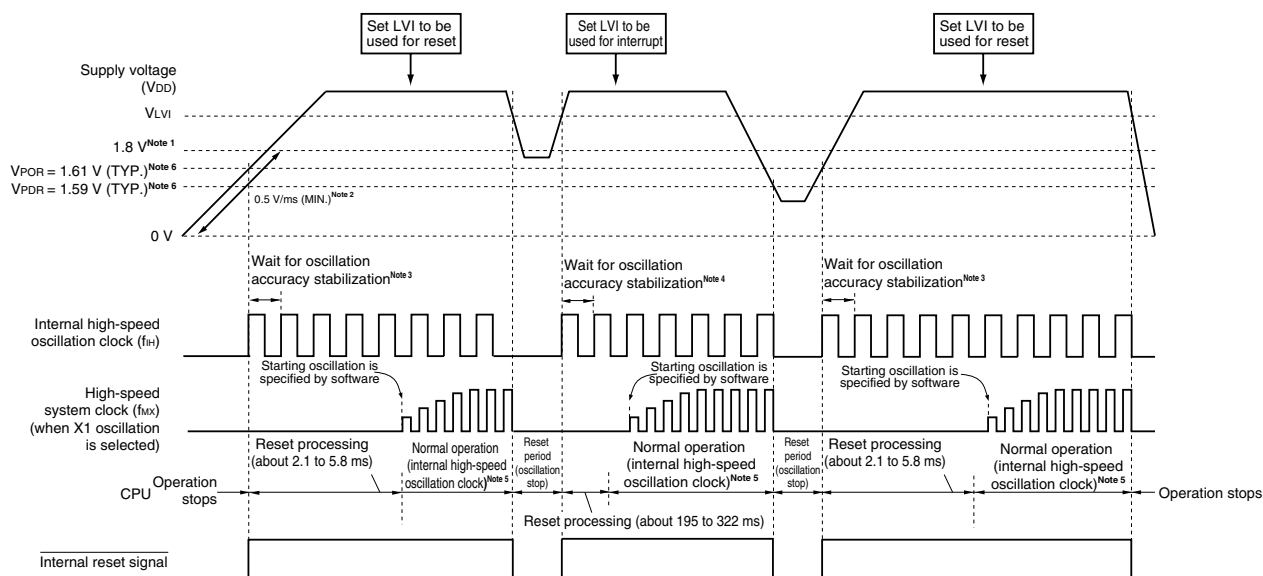 Set LVI to be
used for reset
Set LVI to be
used for interrupt
Set LVI to be
used for reset
Supply voltage
(VDD)
VLVI
1.8 V Note 1
VPOR = 1.61 V (TYP.) Note 6
VPDR = 1.59 V (TYP.) Note 6
0.5 V/ms (MIN.) Note 2
0 V
Wait for oscillation
accuracy stabilization Note 3
Wait for oscillation
accuracy stabilization Note 4
Wait for oscillation
accuracy stabilization Note 3
Internal high-speed
oscillation clock (fIH)
Starting oscillation is
specified by software
Starting oscillation is
specified by software
Starting oscillation is
specified by software
High-speed
system clock (fMX)
(when X1 oscillation
is selected)
Reset processing
(about 2.1 to 5.8 ms)
Normal operation
(internal high-speed
oscillation clock) Note 5
Reset
period
(oscillation
stop)
Normal operation
(internal high-speed
oscillation clock) Note 5
Reset
period
(oscillation
stop)
Reset processing
(about 2.1 to 5.8 ms)
Normal operation
(internal high-speed
oscillation clock) Note 5
CPU
Operation
stops
Operation stops
Reset processing (about 195 to 322 ms)
Internal reset signal